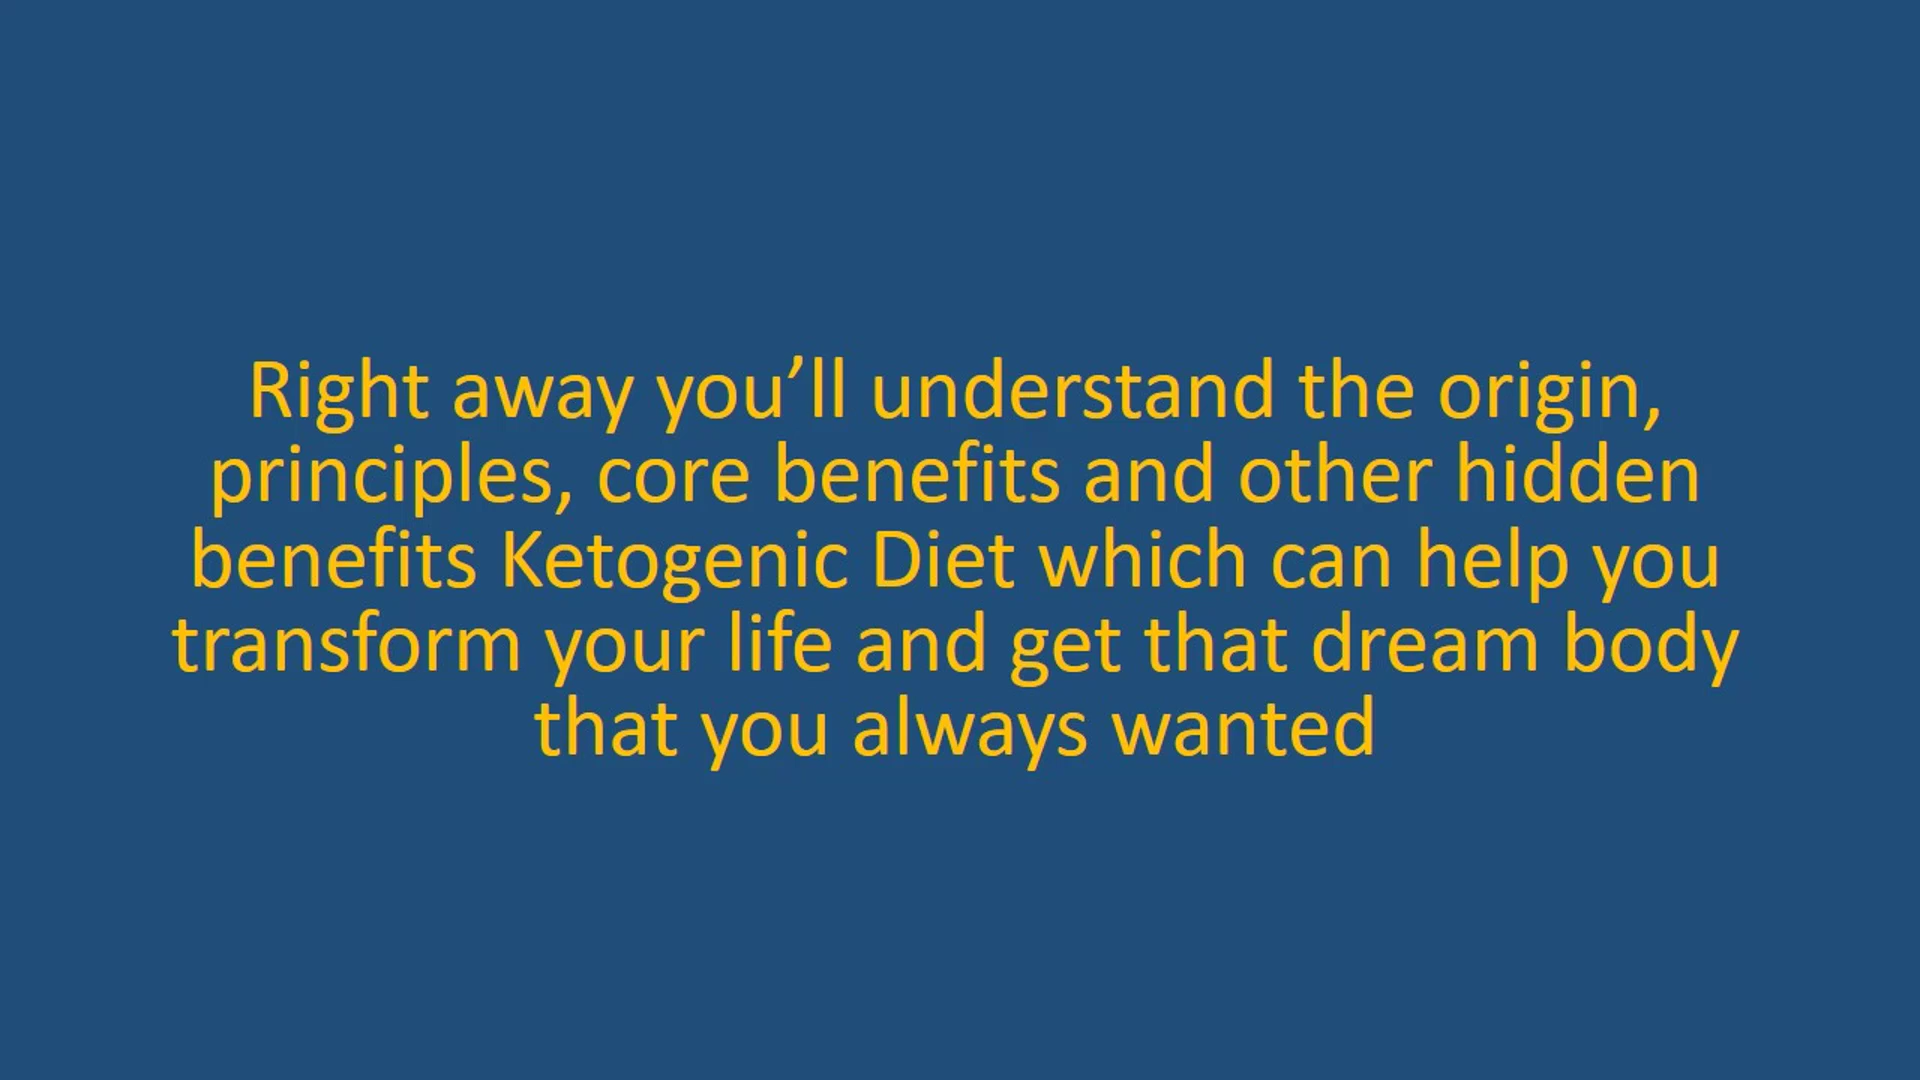 Right away you’ll understand the origin,
principles, core benefits and other hidden
benefits Ketogenic Diet which can help you
transform your life and get that dream body
that you always wanted